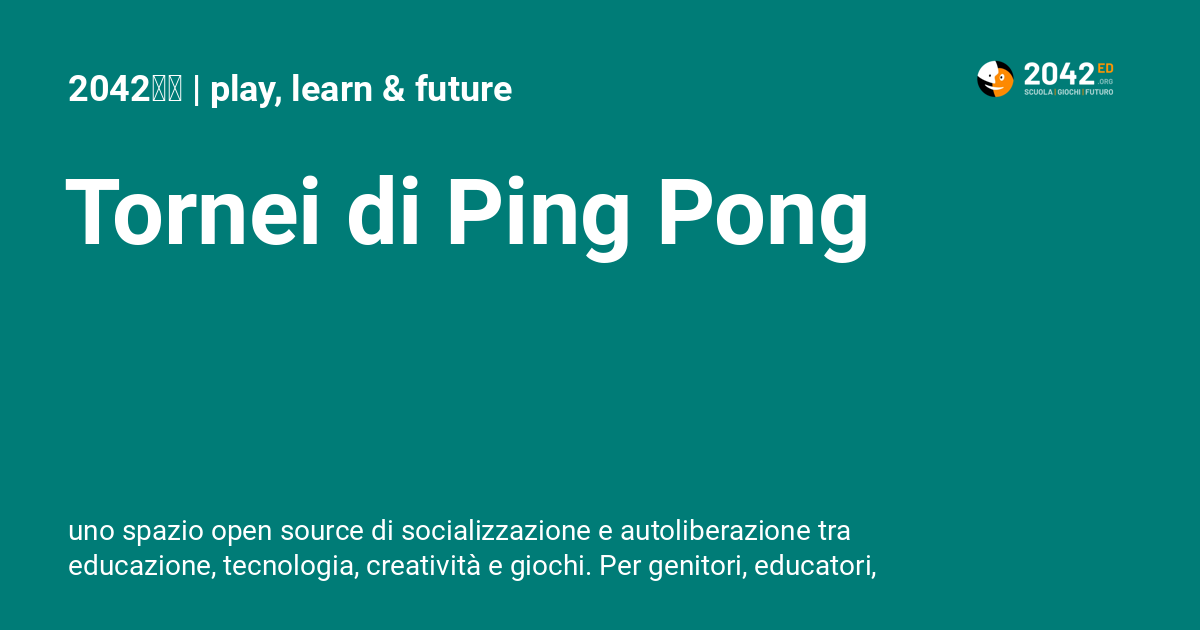 2042 | play, learn & future
2042 ED
.ORG
SCUOLA | GIOCHI | FUTURO
Tornei di Ping Pong
uno spazio open source di socializzazione e autoliberazione tra
educazione, tecnologia, creatività e giochi. Per genitori, educatori,